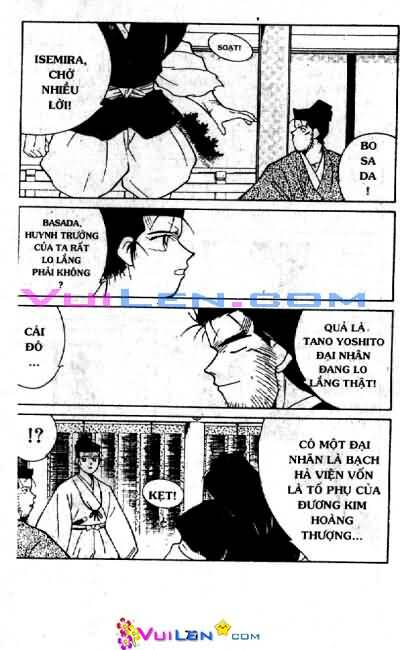 ISEMIRA,
CHỚ
NHIỀU
LỜI!
SOẠT!
BO
SA
DA
!
BASADA,
HUYNH TRƯỞNG
CỦA TA RẤT
LO LẮNG
PHẢI KHÔNG
?
VUILEN.COM
CÁI
ĐÓ
...
QUẢ LÀ
TANO YOSHITO
ĐẠI NHÂN
ĐANG LO
LẮNG THẬT!
!?
KẸT!
CÓ MỘT ĐẠI
NHÂN LÀ BẠCH
HÀ VIỆN VỐN
LÀ TỔ PHỤ CỦA
ĐƯƠNG KIM
HOÀNG
THƯỢNG...
VUILEN.COM